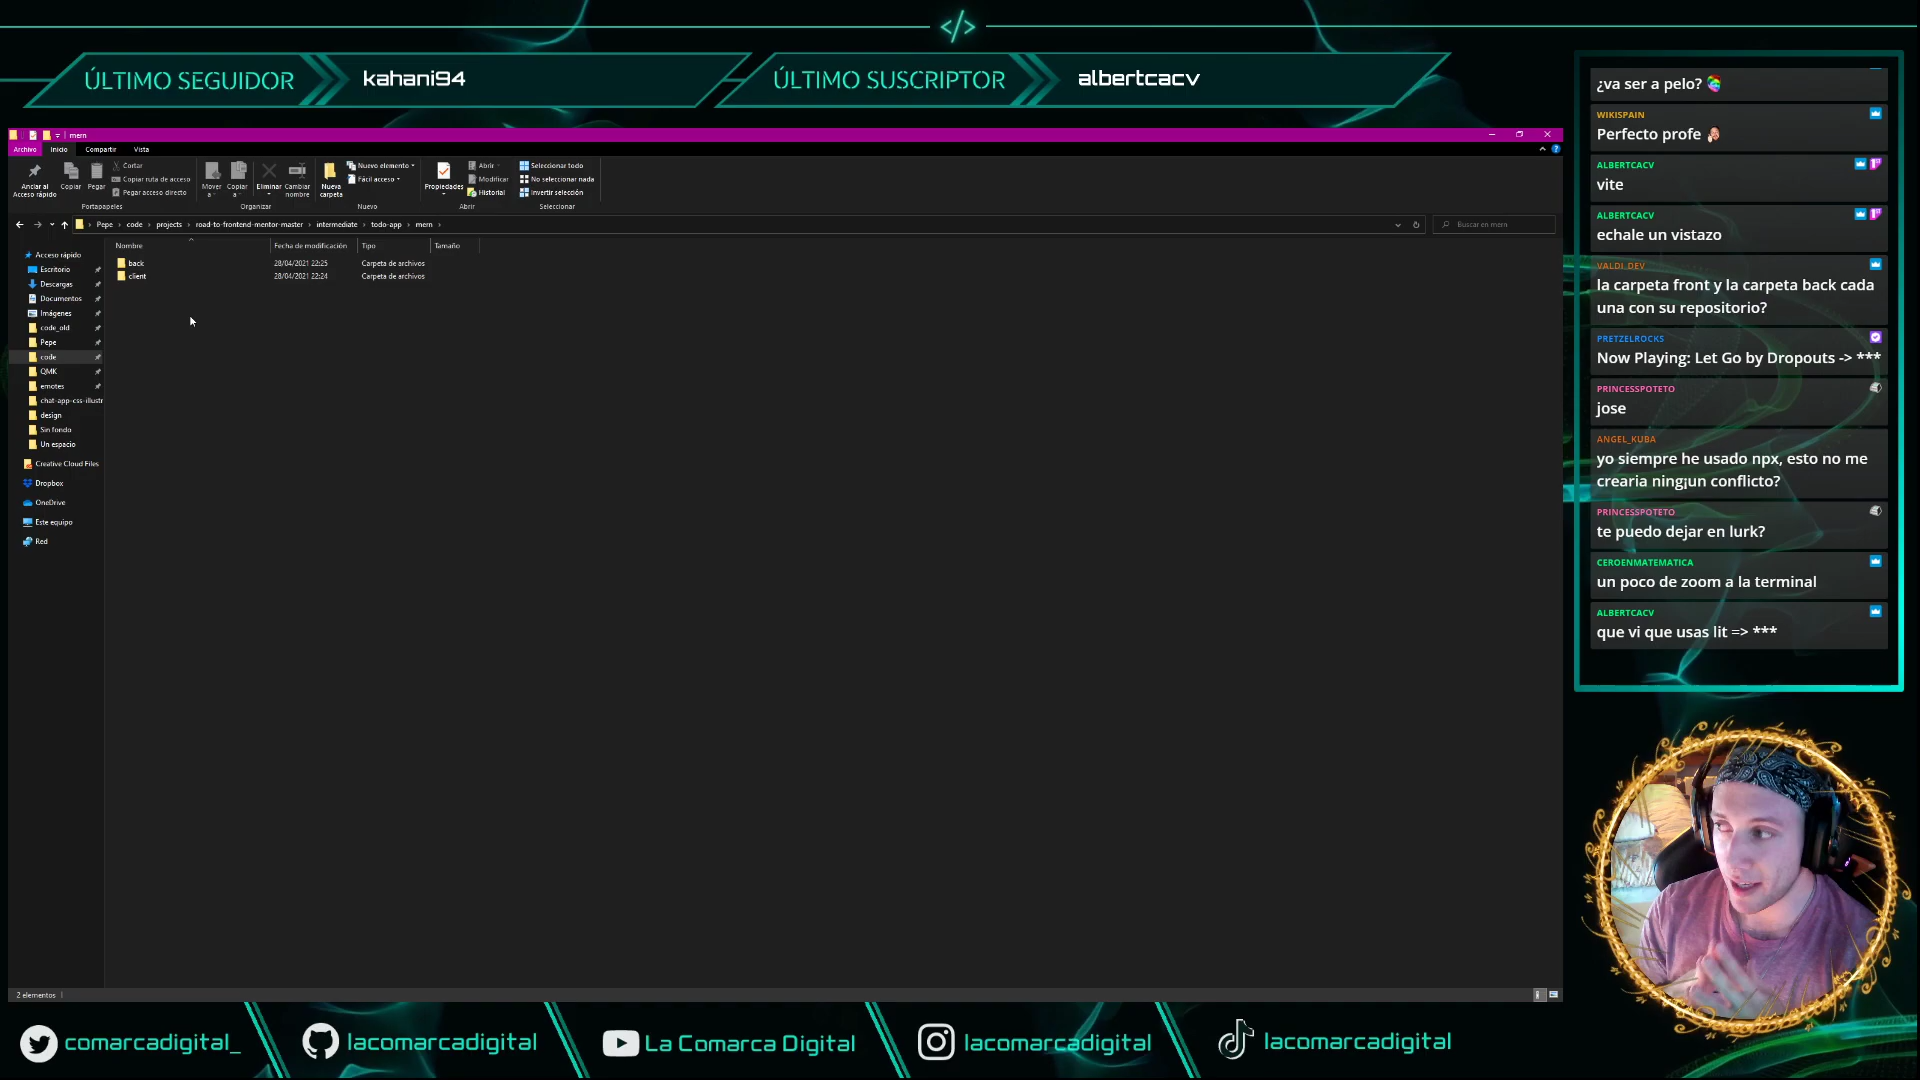 </>
ÚLTIMO SEGUIDOR
kahani94
ÚLTIMO SUSCRIPTOR
albertcacv
mern
Archivo Inicio Compartir Vista
Anclar al Acceso rápido
Copiar
Pegar
Cortar
Copiar ruta de acceso
Pegar acceso directo
Portapapeles
Mover a
Copiar a
Eliminar
Cambiar nombre
Organizar
Nueva carpeta
Nuevo elemento
Fácil acceso
Nuevo
Propiedades
Abrir
Modificar
Historial
Abrir
Seleccionar todo
No seleccionar nada
Invertir selección
Seleccionar
Pepe › code › projects › road-to-frontend-mentor-master › intermediate › todo-app › mern ›
Buscar en mern
Nombre Fecha de modificación Tipo Tamaño
back 28/04/2021 22:25 Carpeta de archivos
client 28/04/2021 22:24 Carpeta de archivos
Acceso rápido
Escritorio
Descargas
Documentos
Imágenes
code_old
Pepe
code
QMK
emotes
chat-app-css-illustr
design
Sin fondo
Un espacio
Creative Cloud Files
Dropbox
OneDrive
Este equipo
Red
2 elementos
¿va ser a pelo?
WIKISPAIN
Perfecto profe
ALBERTCACV
vite
ALBERTCACV
echale un vistazo
VALDI_DEV
la carpeta front y la carpeta back cada
una con su repositorio?
PRETZELROCKS
Now Playing: Let Go by Dropouts -> ***
PRINCESSPOTETO
jose
ANGEL_KUBA
yo siempre he usado npx, esto no me
crearia ning¡un conflicto?
PRINCESSPOTETO
te puedo dejar en lurk?
CEROENMATEMATICA
un poco de zoom a la terminal
ALBERTCACV
que vi que usas lit => ***
comarcadigital_
lacomarcadigital
La Comarca Digital
lacomarcadigital
lacomarcadigital